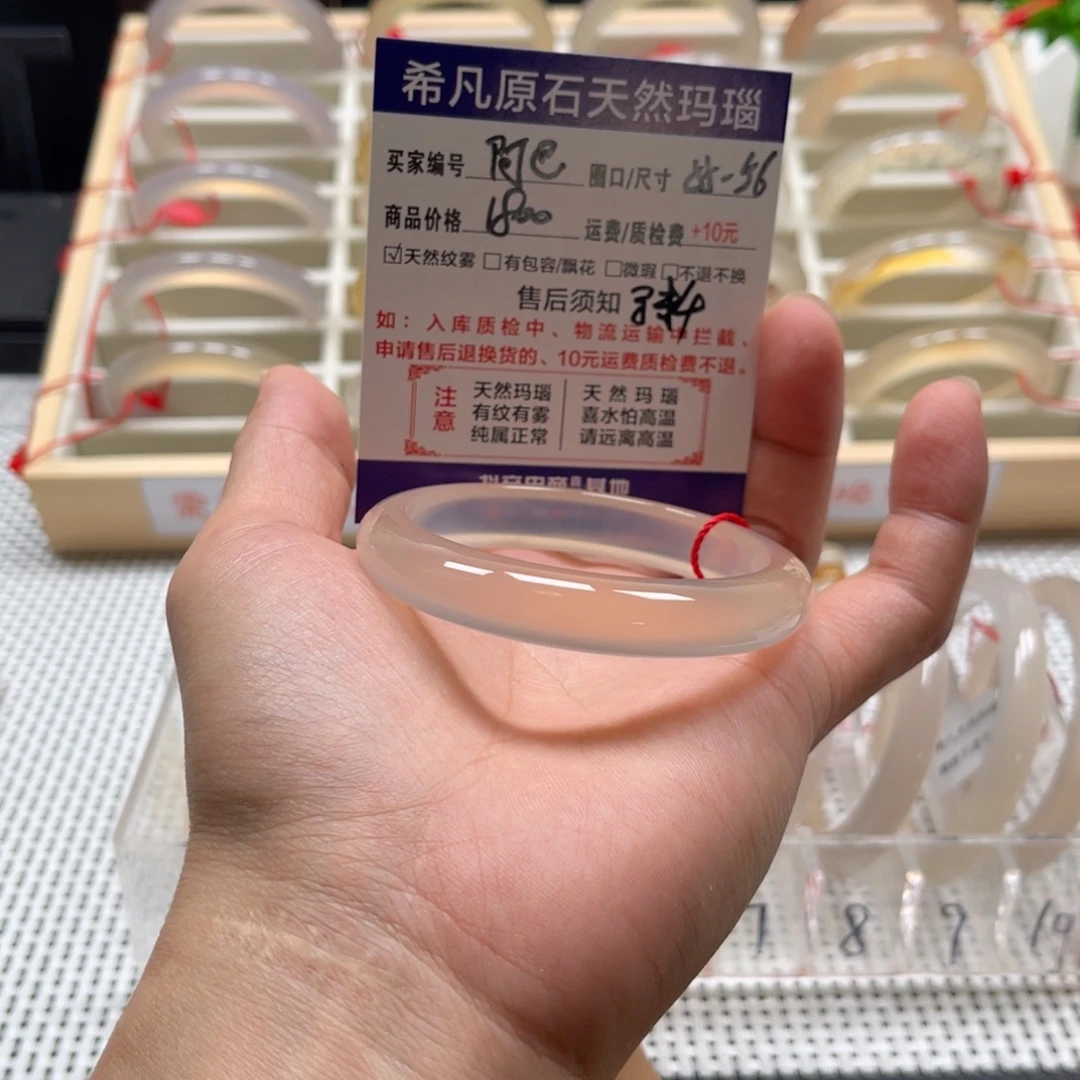 希凡原石天然玛瑙
买家编号 阿巴 圈口/尺寸 55-56
商品价格 1800 运费/质检费 +10元
☑天然纹雾 □有包容/飘花 □微瑕 □不退不换
售后须知
如：入库质检中、物流运输中拦截、
申请售后退换货的、10元运费质检费不退。
注意
天然玛瑙
有纹有雾
纯属正常
天然玛瑙
喜水怕高温
请远离高温
7 8 9 10